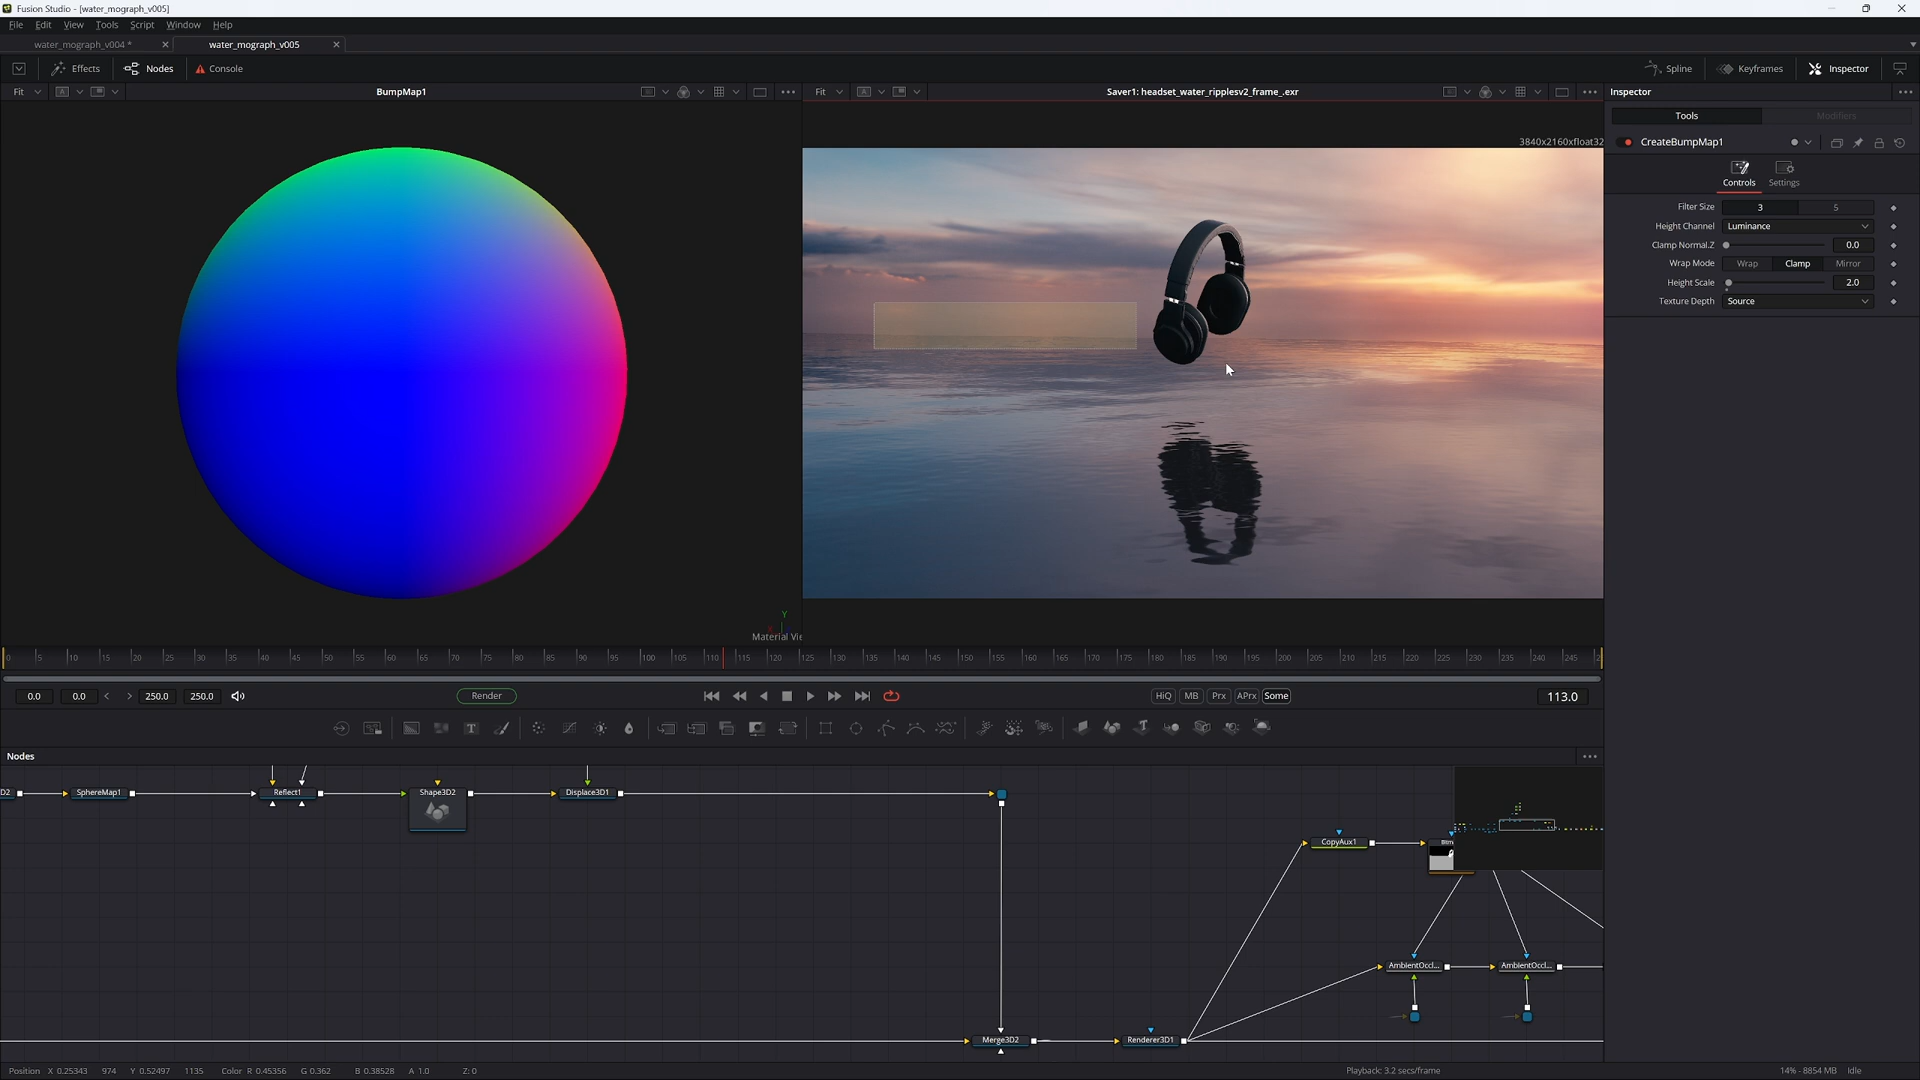 Fusion Studio - [water_mograph_v005]
File Edit View Tools Script Window Help
water_mograph_v004 *
water_mograph_v005
Effects Nodes Console
Spline Keyframes Inspector
Fit A BumpMap1
Fit A Saver1: headset_water_ripplesv2_frame_.exr
Inspector
Tools Modifiers
3840x2160xfloat32
CreateBumpMap1
Controls Settings
Filter Size 3 5
Height Channel Luminance
Clamp Normal.Z 0.0
Wrap Mode Wrap Clamp Mirror
Height Scale 2.0
Texture Depth Source
Y
Material Vie
0 5 10 15 20 25 30 35 40 45 50 55 60 65 70 75 80 85 90 95 100 105 110 115 120 125 130 135 140 145 150 155 160 165 170 175 180 185 190 195 200 205 210 215 220 225 230 235 240 245
0.0 0.0 250.0 250.0 Render HiQ MB Prx APrx Some 113.0
Nodes
D2 SphereMap1 Reflect1 Shape3D2 Displace3D1
CopyAux1
AmbientOccl... AmbientOccl...
Merge3D2 Renderer3D1
Position X 0.25343 974 Y 0.52497 1135 Color R 0.45356 G 0.362 B 0.38528 A 1.0 Z: 0
Playback: 3.2 secs/frame
14% - 8854 MB Idle